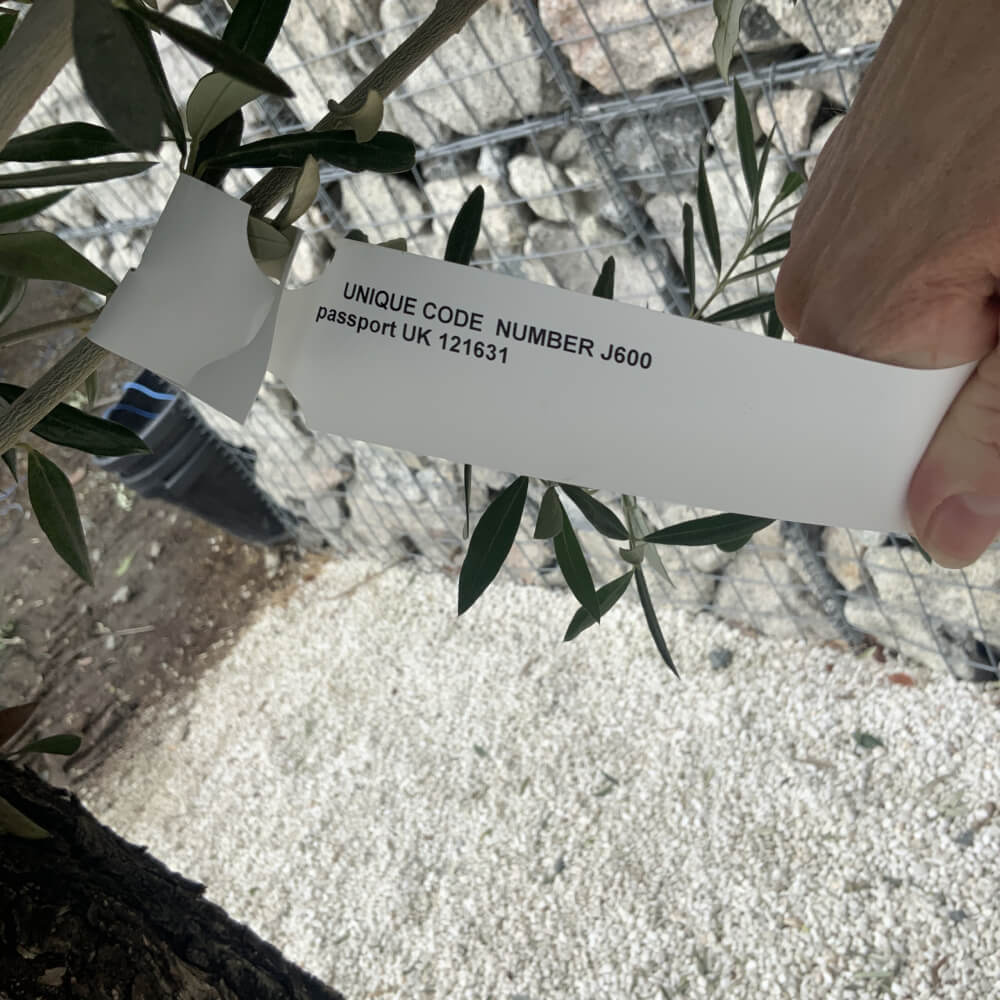 UNIQUE CODE  NUMBER J600
passport UK 121631